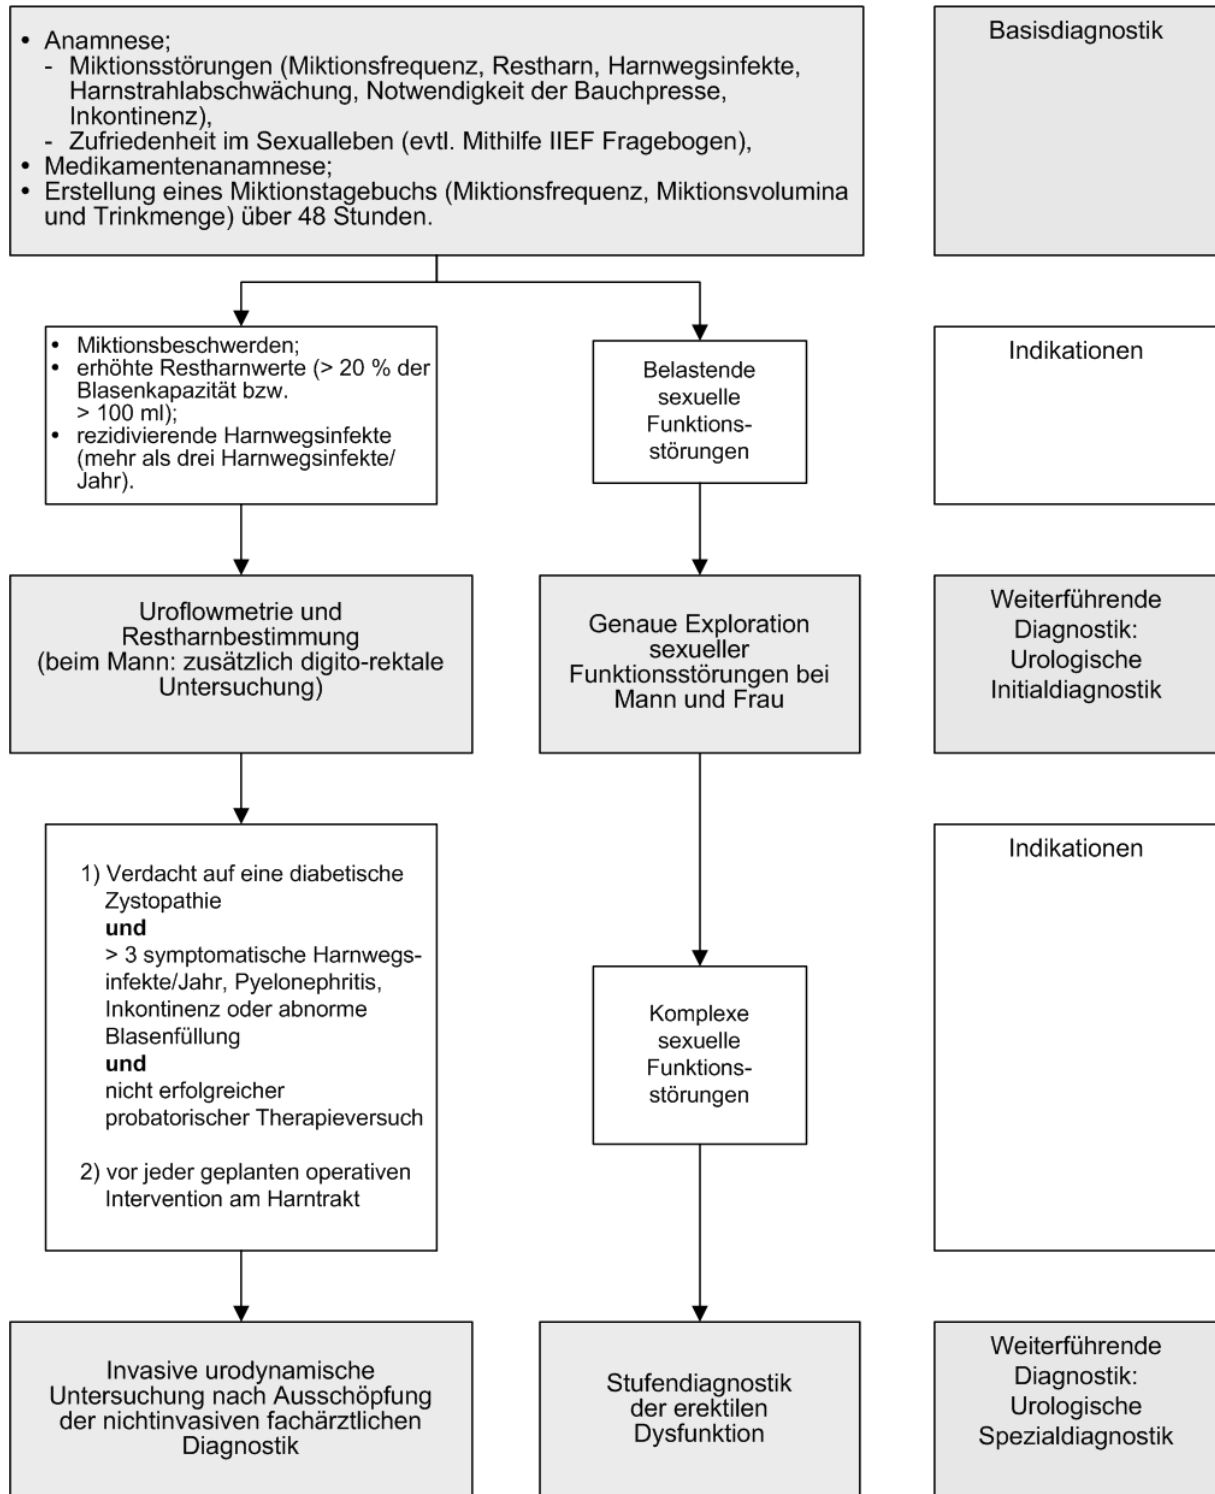 • Anamnese;
- Miktionsstörungen (Miktionsfrequenz, Restharn, Harnwegsinfekte,
Harnstrahlabschwächung, Notwendigkeit der Bauchpresse,
Inkontinenz),
- Zufriedenheit im Sexualleben (evtl. Mithilfe IIEF Fragebogen),
• Medikamentenanamnese;
• Erstellung eines Miktionstagebuchs (Miktionsfrequenz, Miktionsvolumina
und Trinkmenge) über 48 Stunden.
Basisdiagnostik
• Miktionsbeschwerden;
• erhöhte Restharnwerte (> 20 % der
Blasenkapazität bzw.
> 100 ml);
• rezidivierende Harnwegsinfekte
(mehr als drei Harnwegsinfekte/
Jahr).
Belastende
sexuelle
Funktions-
störungen
Indikationen
Uroflowmetrie und
Restharnbestimmung
(beim Mann: zusätzlich digito-rektale
Untersuchung)
Genaue Exploration
sexueller
Funktionsstörungen bei
Mann und Frau
Weiterführende
Diagnostik:
Urologische
Initialdiagnostik
1) Verdacht auf eine diabetische
Zystopathie
und
> 3 symptomatische Harnwegs-
infekte/Jahr, Pyelonephritis,
Inkontinenz oder abnorme
Blasenfüllung
und
nicht erfolgreicher
probatorischer Therapieversuch
2) vor jeder geplanten operativen
Intervention am Harntrakt
Komplexe
sexuelle
Funktions-
störungen
Indikationen
Invasive urodynamische
Untersuchung nach Ausschöpfung
der nichtinvasiven fachärztlichen
Diagnostik
Stufendiagnostik
der erektilen
Dysfunktion
Weiterführende
Diagnostik:
Urologische
Spezialdiagnostik